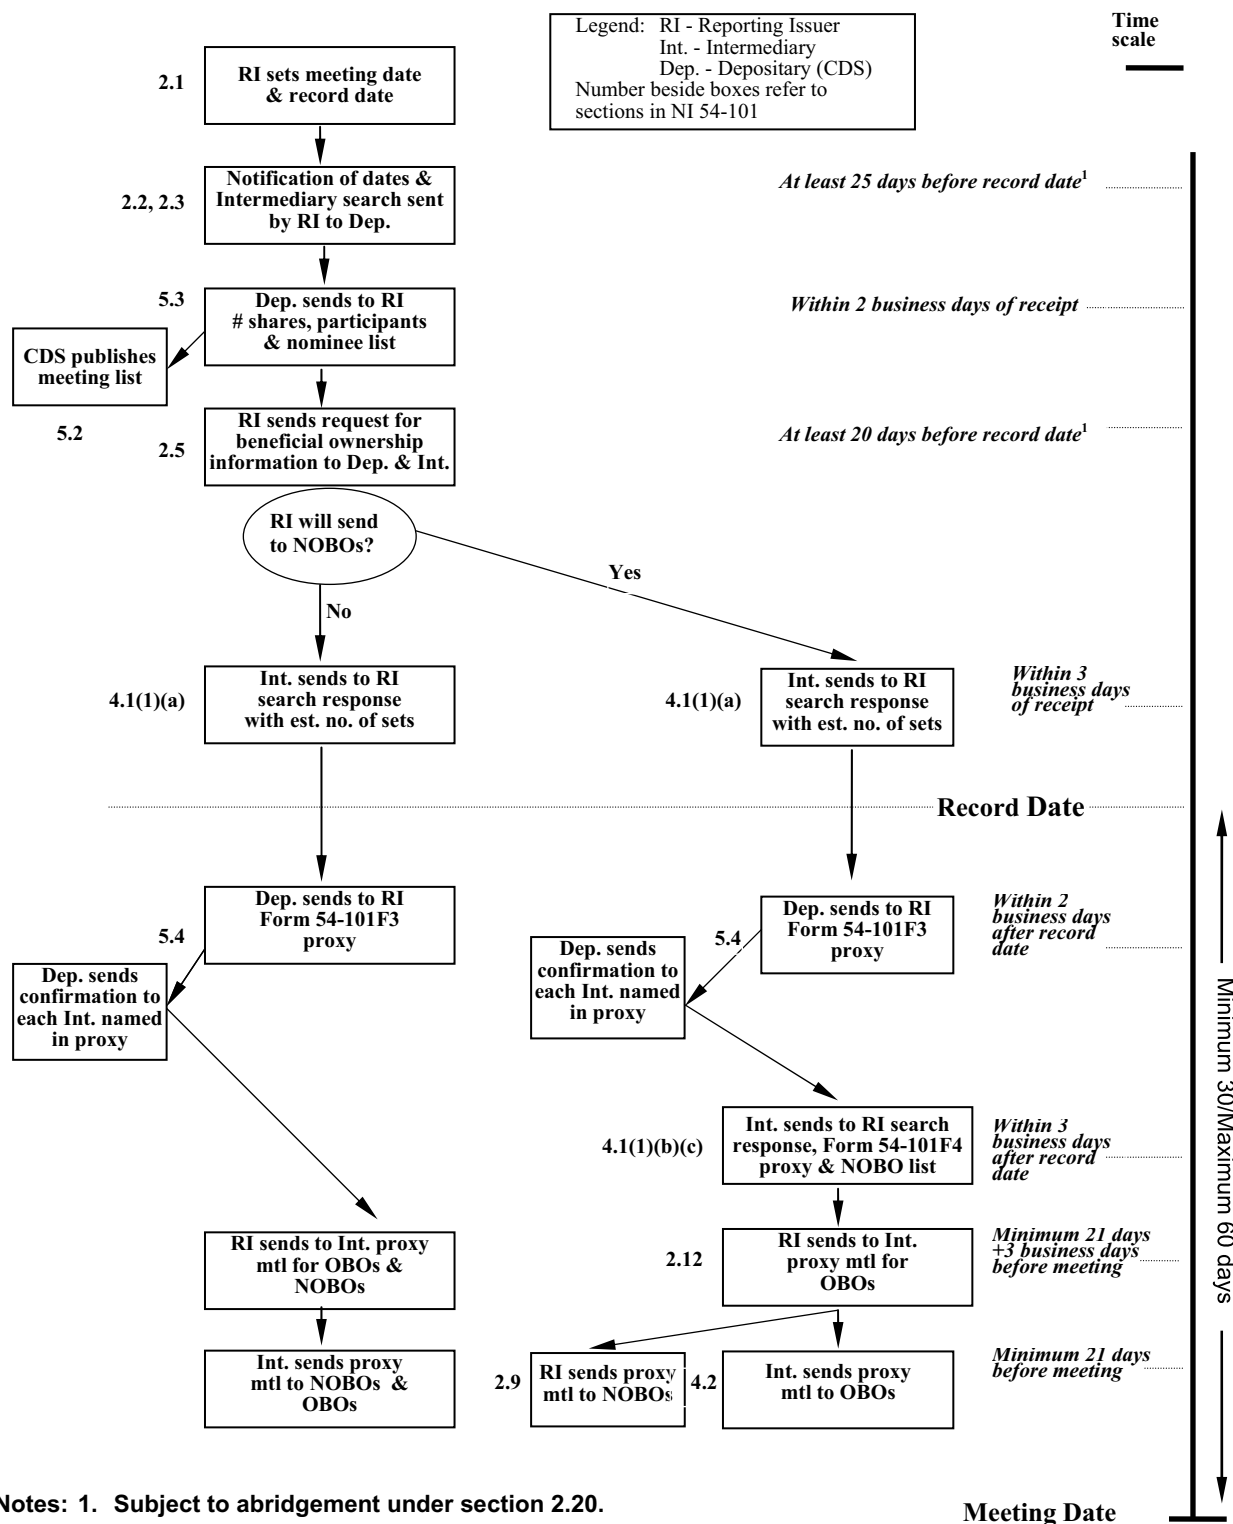 Legend: RI - Reporting Issuer
Int. - Intermediary
Dep. - Depositary (CDS)
Number beside boxes refer to
sections in NI 54-101
Time
scale
2.1
RI sets meeting date
& record date
2.2, 2.3
Notification of dates &
Intermediary search sent
by RI to Dep.
At least 25 days before record date1
5.3
Dep. sends to RI
# shares, participants
& nominee list
Within 2 business days of receipt
CDS publishes
meeting list
5.2
2.5
RI sends request for
beneficial ownership
information to Dep. & Int.
At least 20 days before record date1
RI will send
to NOBOs?
Yes
No
4.1(1)(a)
Int. sends to RI
search response
with est. no. of sets
4.1(1)(a)
Int. sends to RI
search response
with est. no. of sets
Within 3
business days
of receipt
Record Date
Dep. sends to RI
Form 54-101F3
proxy
5.4
Dep. sends
confirmation to
each Int. named
in proxy
Dep. sends to RI
Form 54-101F3
proxy
5.4
Dep. sends
confirmation to
each Int. named
in proxy
Within 2
business days
after record
date
4.1(1)(b)(c)
Int. sends to RI search
response, Form 54-101F4
proxy & NOBO list
Within 3
business days
after record
date
RI sends to Int. proxy
mtl for OBOs &
NOBOs
2.12
RI sends to Int.
proxy mtl for
OBOs
Minimum 21 days
+3 business days
before meeting
Int. sends proxy
mtl to NOBOs &
OBOs
2.9
RI sends proxy
mtl to NOBOs
4.2
Int. sends proxy
mtl to OBOs
Minimum 21 days
before meeting
Minimum 30/Maximum 60 days
Notes: 1. Subject to abridgement under section 2.20.
Meeting Date